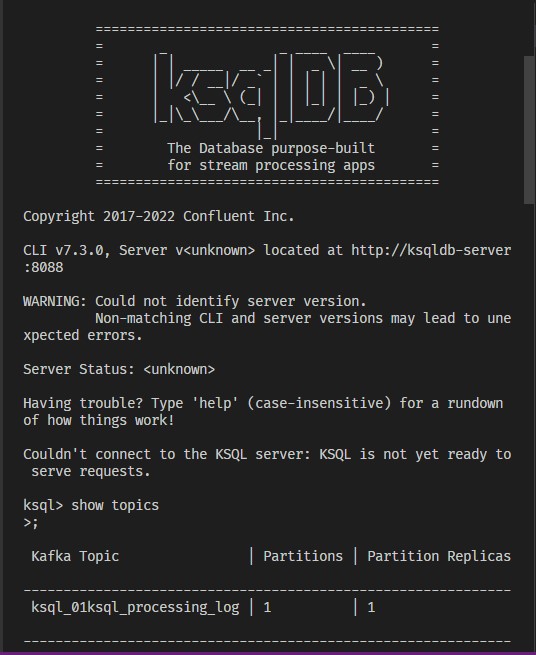 ===========================================
=       _              _ ____  ____       =
=      | | _____  __ _| |  _ \| __ )      =
=      | |/ / __|/ _` | | | | |  _ \      =
=      |   <\__ \ (_| | | |_| | |_) |     =
=      |_|\_\___/\__, |_|____/|____/      =
=                   |_|                   =
=        The Database purpose-built       =
=        for stream processing apps       =
===========================================
Copyright 2017-2022 Confluent Inc.
CLI v7.3.0, Server v<unknown> located at http://ksqldb-server
:8088
WARNING: Could not identify server version.
         Non-matching CLI and server versions may lead to une
xpected errors.
Server Status: <unknown>
Having trouble? Type 'help' (case-insensitive) for a rundown
of how things work!
Couldn't connect to the KSQL server: KSQL is not yet ready to
 serve requests.
ksql> show topics
>;
 Kafka Topic                | Partitions | Partition Replicas
-------------------------------------------------------------
 ksql_01ksql_processing_log | 1          | 1
-------------------------------------------------------------